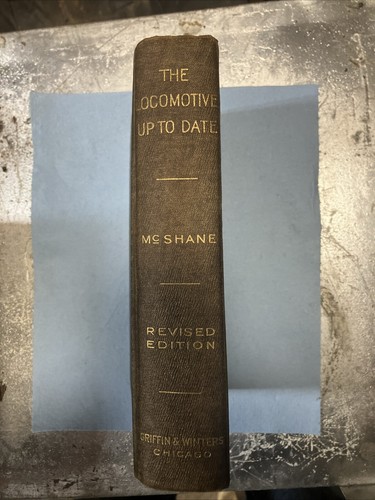 THE
LOCOMOTIVE
UP TO DATE
McSHANE
REVISED
EDITION
GRIFFIN & WINTERS
CHICAGO